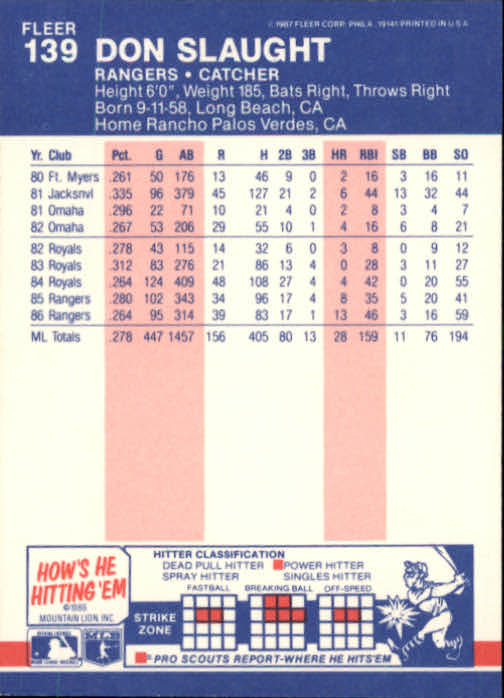 FLEER
139 DON SLAUGHT
© 1987 FLEER CORP. PHILA., 19141 PRINTED IN U.S.A.
RANGERS • CATCHER
Height 6'0", Weight 185, Bats Right, Throws Right
Born 9-11-58, Long Beach, CA
Home Rancho Palos Verdes, CA
Yr. Club Pct. G AB R H 2B 3B HR RBI SB BB SO
80 Ft. Myers .261 50 176 13 46 9 0 2 16 3 16 11
81 Jacksnvl .335 96 379 45 127 21 2 6 44 13 32 44
81 Omaha .296 22 71 10 21 4 0 2 8 3 4 7
82 Omaha .267 53 206 29 55 10 1 4 16 6 8 21
82 Royals .278 43 115 14 32 6 0 3 8 0 9 12
83 Royals .312 83 276 21 86 13 4 0 28 3 11 27
84 Royals .264 124 409 48 108 27 4 4 42 0 20 55
85 Rangers .280 102 343 34 96 17 4 8 35 5 20 41
86 Rangers .264 95 314 39 83 17 1 13 46 3 16 59
ML Totals .278 447 1457 156 405 80 13 28 159 11 76 194
HOW'S HE
HITTING 'EM
© 1986
MOUNTAIN LION INC.
HITTER CLASSIFICATION
DEAD PULL HITTER POWER HITTER
SPRAY HITTER SINGLES HITTER
FASTBALL BREAKING BALL OFF-SPEED
STRIKE
ZONE
= PRO SCOUTS REPORT-WHERE HE HITS 'EM